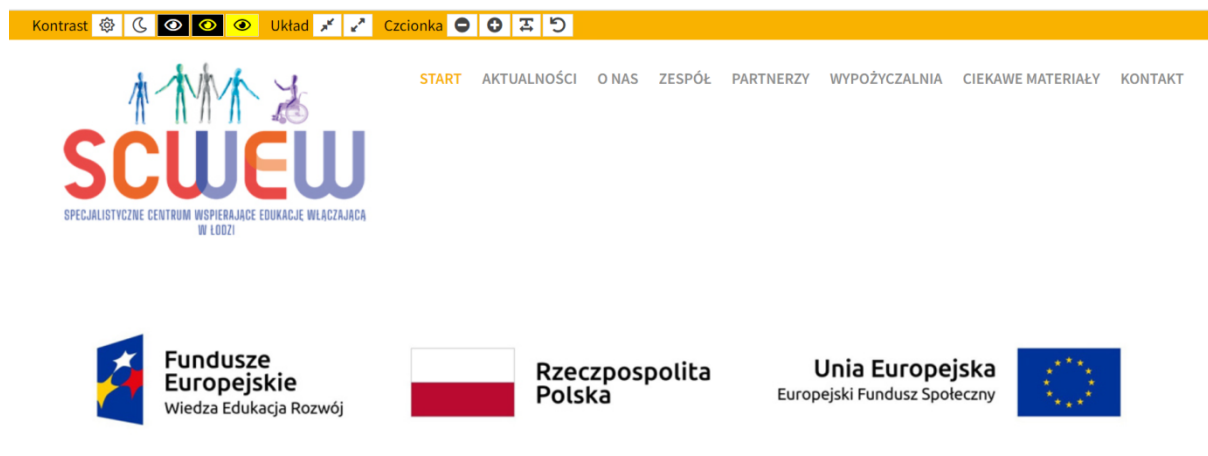 Kontrast Układ Czcionka
START AKTUALNOŚCI O NAS ZESPÓŁ PARTNERZY WYPOŻYCZALNIA CIEKAWE MATERIAŁY KONTAKT
SCWEW
SPECJALISTYCZNE CENTRUM WSPIERAJĄCE EDUKACJĘ WŁĄCZAJĄCĄ
W ŁODZI
Fundusze
Europejskie
Wiedza Edukacja Rozwój
Rzeczpospolita
Polska
Unia Europejska
Europejski Fundusz Społeczny